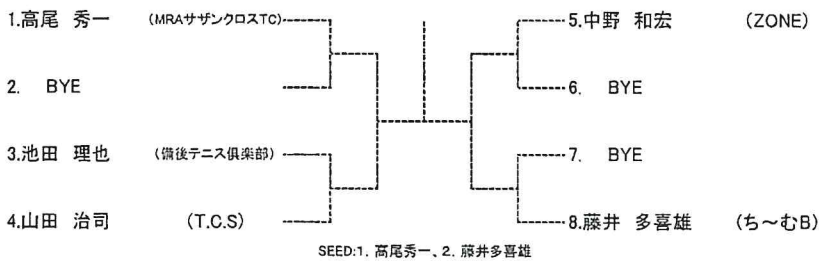 1.高尾 秀一 (MRAサザンクロスTC)
2. BYE
3.池田 理也 (備後テニス倶楽部)
4.山田 治司 (T.C.S)
5.中野 和宏 (ZONE)
6. BYE
7. BYE
8.藤井 多喜雄 (ち〜むB)
SEED:1. 高尾秀一、2. 藤井多喜雄